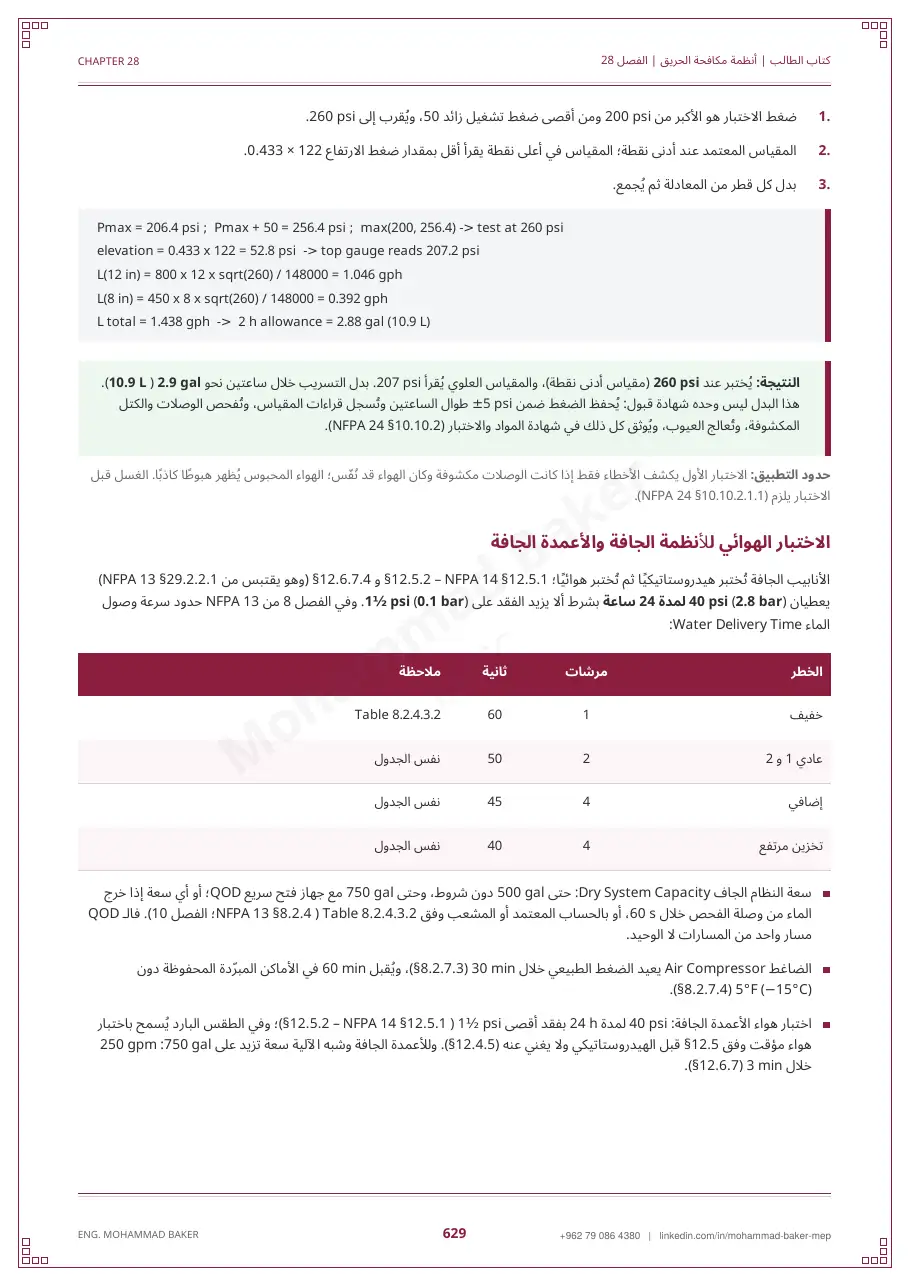 كتاب الطالب | أنظمة مكافحة الحريق | الفصل 28
CHAPTER 28
1. ضغط الاختبار هو الأكبر من 200 psi ومن أقصى ضغط تشغيل زائد 50، ويُقرب إلى 260 psi.
2. المقياس المعتمد عند أدنى نقطة؛ المقياس في أعلى نقطة يقرأ أقل بمقدار ضغط الارتفاع 122 × 0.433.
3. بدل كل قطر من المعادلة ثم يُجمع.
Pmax = 206.4 psi ; Pmax + 50 = 256.4 psi ; max(200, 256.4) -> test at 260 psi
elevation = 0.433 x 122 = 52.8 psi -> top gauge reads 207.2 psi
L(12 in) = 800 x 12 x sqrt(260) / 148000 = 1.046 gph
L(8 in) = 450 x 8 x sqrt(260) / 148000 = 0.392 gph
L total = 1.438 gph -> 2 h allowance = 2.88 gal (10.9 L)
النتيجة: يُختبر عند 260 psi (مقياس أدنى نقطة)، والمقياس العلوي يُقرأ 207 psi. بدل التسريب خلال ساعتين نحو 2.9 gal ( 10.9 L).
هذا البدل ليس وحده شهادة قبول: يُحفظ الضغط ضمن ±5 psi طوال الساعتين وتُسجل قراءات المقياس، وتُفحص الوصلات والكتل
المكشوفة، وتُعالج العيوب، ويُوثق كل ذلك في شهادة المواد والاختبار (NFPA 24 §10.10.2).
حدود التطبيق: الاختبار الأول يكشف الأخطاء فقط إذا كانت الوصلات مكشوفة وكان الهواء قد نُفّس؛ الهواء المحبوس يُظهر هبوطًا كاذبًا. الغسل قبل
الاختبار يلزم (NFPA 24 §10.10.2.1.1).
الاختبار الهوائي للأنظمة الجافة والأعمدة الجافة
الأنابيب الجافة تُختبر هيدروستاتيكيًا ثم تُختبر هوائيًا؛ NFPA 14 §12.5.1 – §12.5.2 و §12.6.7.4 (وهو يقتبس من NFPA 13 §29.2.2.1)
يعطيان 40 psi (2.8 bar) لمدة 24 ساعة بشرط ألا يزيد الفقد على 1½ psi (0.1 bar). وفي الفصل 8 من NFPA 13 حدود سرعة وصول
الماء Water Delivery Time:
الخطر مرشات ثانية ملاحظة
خفيف 1 60 Table 8.2.4.3.2
عادي 1 و 2 2 50 نفس الجدول
إضافي 4 45 نفس الجدول
تخزين مرتفع 4 40 نفس الجدول
سعة النظام الجاف Dry System Capacity: حتى 500 gal دون شروط، وحتى 750 gal مع جهاز فتح سريع QOD؛ أو أي سعة إذا خرج
الماء من وصلة الفحص خلال 60 s، أو بالحساب المعتمد أو المشعب وفق Table 8.2.4.3.2 ( NFPA 13 §8.2.4؛ الفصل 10). فالـ QOD
مسار واحد من المسارات لا الوحيد.
الضاغط Air Compressor يعيد الضغط الطبيعي خلال 30 min (§8.2.7.3)، ويُقبل 60 min في الأماكن المبرّدة المحفوظة دون
5°F (−15°C) (§8.2.7.4).
اختبار هواء الأعمدة الجافة: 40 psi لمدة 24 h بفقد أقصى 1½ psi ( NFPA 14 §12.5.1 – §12.5.2)؛ وفي الطقس البارد يُسمح باختبار
هواء مؤقت وفق §12.5 قبل الهيدروستاتيكي ولا يغني عنه (§12.4.5). وللأعمدة الجافة وشبه الآلية سعة تزيد على 750 gal: 250 gpm
خلال 3 min (§12.6.7).
ENG. MOHAMMAD BAKER
629
+962 79 086 4380 | linkedin.com/in/mohammad-baker-mep